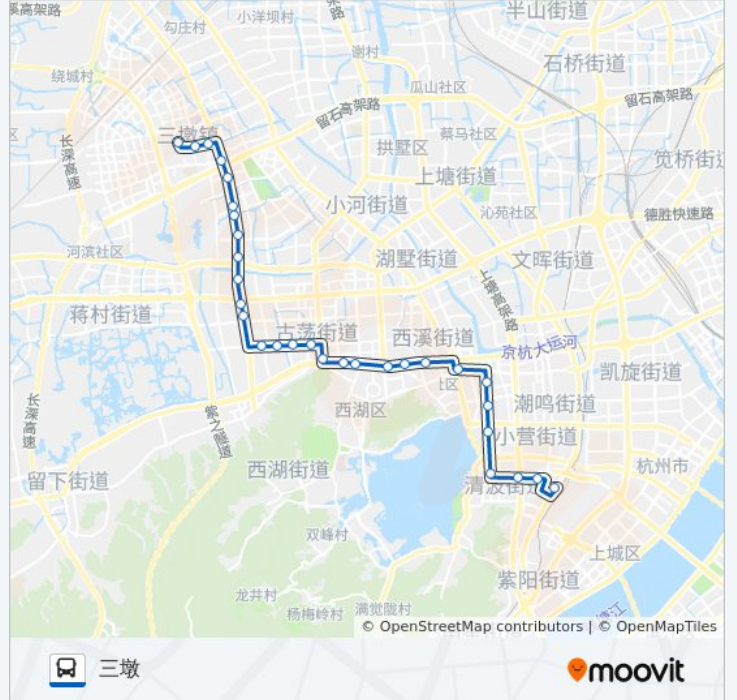 溪高架路
小洋坝村
半山街道
勾庄村
谢村
石桥街道
绕城村
瓜山社区
留石高架路
留石高架路
三墩镇
蔡马社区
长深高速
拱墅区
笕桥街道
上塘街道
小河街道
沁苑社区
德胜快速路
河滨社区
湖墅街道
文晖街道
上塘高架路
蒋村街道
古荡街道
西溪街道
京杭大运河
凯旋街道
社区
西湖区
潮鸣街道
长深高速
紫之隧道
小营街道
杭州市
西湖街道
留下街道
清波街道
双峰村
上城区
紫阳街道
龙井村
杨梅岭村
满觉陇村
© OpenStreetMap contributors | © OpenMapTiles
三墩
moovit